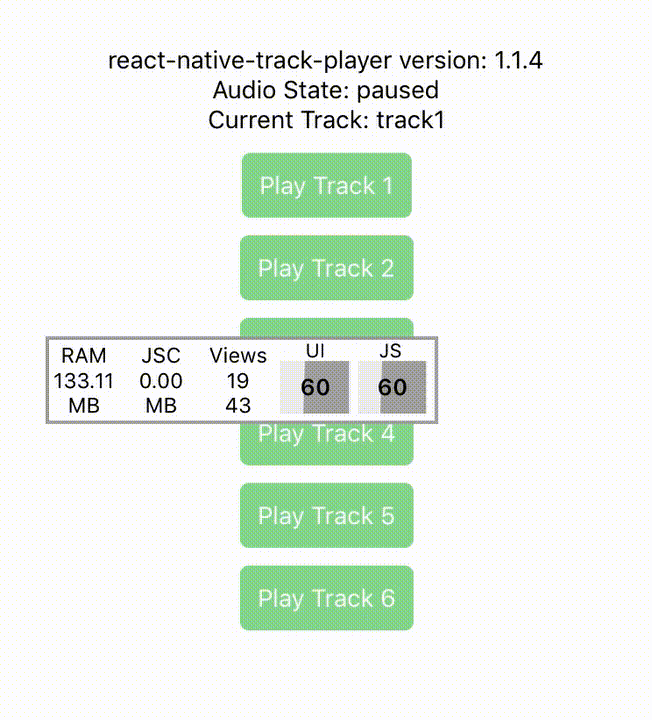 react-native-track-player version: 1.1.4
Audio State: paused
Current Track: track1
Play Track 1
Play Track 2
RAM JSC Views UI JS
133.11 0.00 19 60 60
MB MB 43
Play Track 4
Play Track 5
Play Track 6